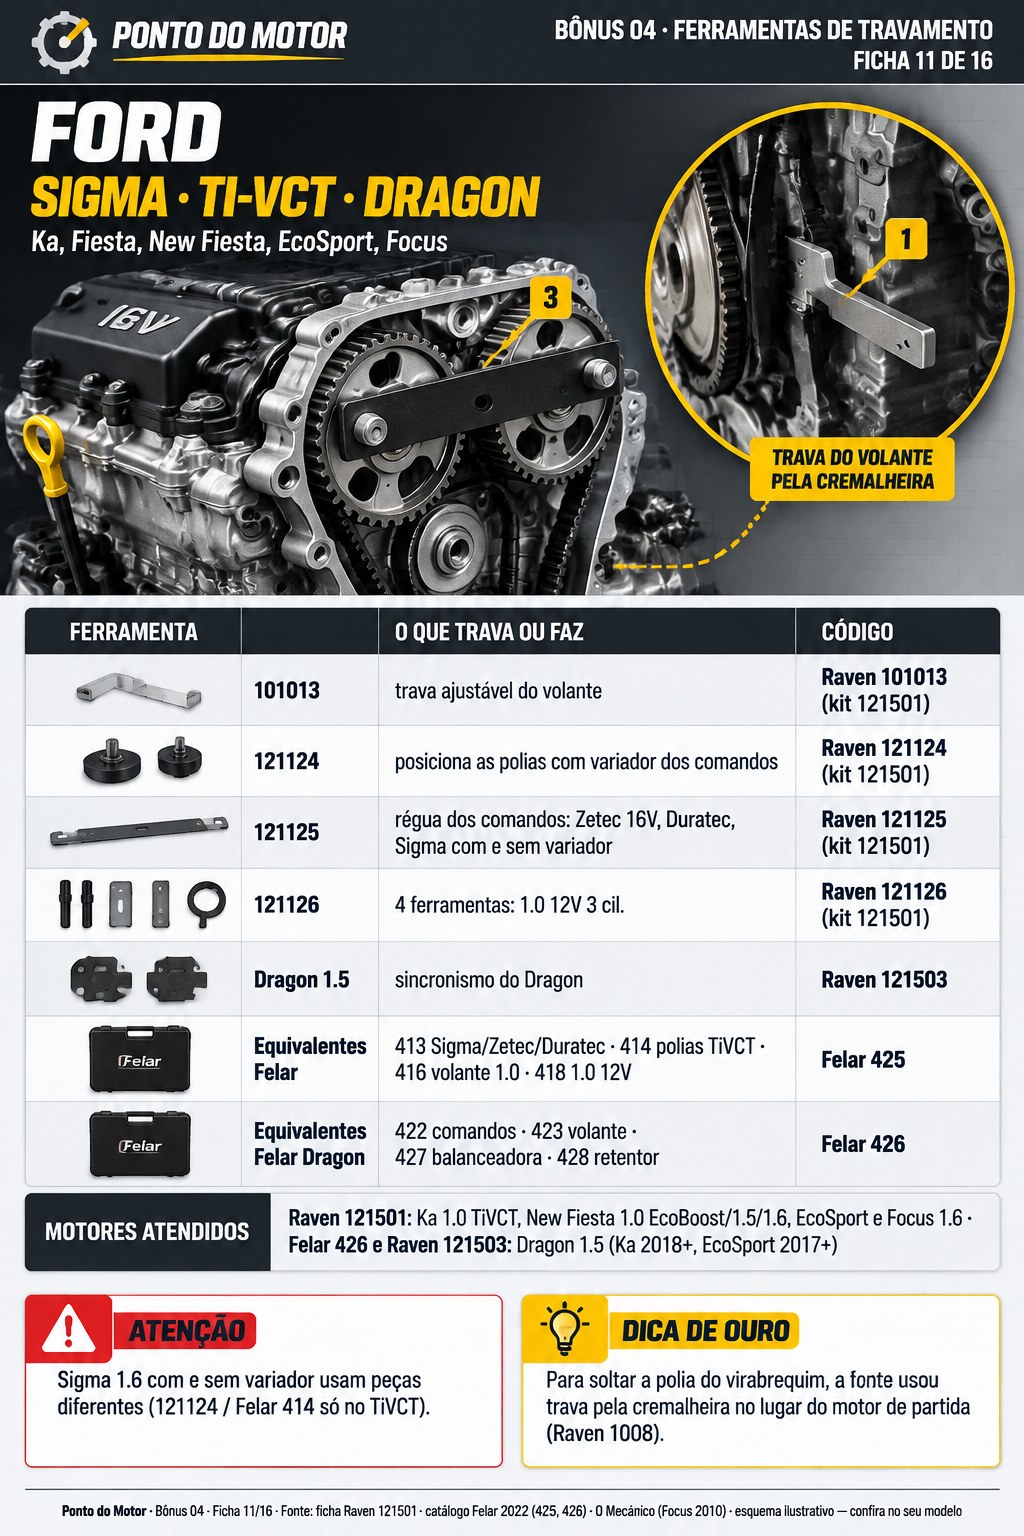 PONTO DO MOTOR
BÔNUS 04 · FERRAMENTAS DE TRAVAMENTO
FICHA 11 DE 16
FORD
SIGMA · TI-VCT · DRAGON
Ka, Fiesta, New Fiesta, EcoSport, Focus
16V
3
1
TRAVA DO VOLANTE
PELA CREMALHEIRA
FERRAMENTA
O QUE TRAVA OU FAZ
CÓDIGO
101013
trava ajustável do volante
Raven 101013
(kit 121501)
121124
posiciona as polias com variador dos comandos
Raven 121124
(kit 121501)
121125
régua dos comandos: Zetec 16V, Duratec,
Sigma com e sem variador
Raven 121125
(kit 121501)
121126
4 ferramentas: 1.0 12V 3 cil.
Raven 121126
(kit 121501)
Dragon 1.5
sincronismo do Dragon
Raven 121503
Felar
Equivalentes
Felar
413 Sigma/Zetec/Duratec · 414 polias TiVCT ·
416 volante 1.0 · 418 1.0 12V
Felar 425
Felar
Equivalentes
Felar Dragon
422 comandos · 423 volante ·
427 balanceadora · 428 retentor
Felar 426
MOTORES ATENDIDOS
Raven 121501: Ka 1.0 TiVCT, New Fiesta 1.0 EcoBoost/1.5/1.6, EcoSport e Focus 1.6 ·
Felar 426 e Raven 121503: Dragon 1.5 (Ka 2018+, EcoSport 2017+)
ATENÇÃO
Sigma 1.6 com e sem variador usam peças
diferentes (121124 / Felar 414 só no TiVCT).
DICA DE OURO
Para soltar a polia do virabrequim, a fonte usou
trava pela cremalheira no lugar do motor de partida
(Raven 1008).
Ponto do Motor · Bônus 04 · Ficha 11/16 · Fonte: ficha Raven 121501 · catálogo Felar 2022 (425, 426) · O Mecánico (Focus 2010) · esquema ilustrativo — confira no seu modelo